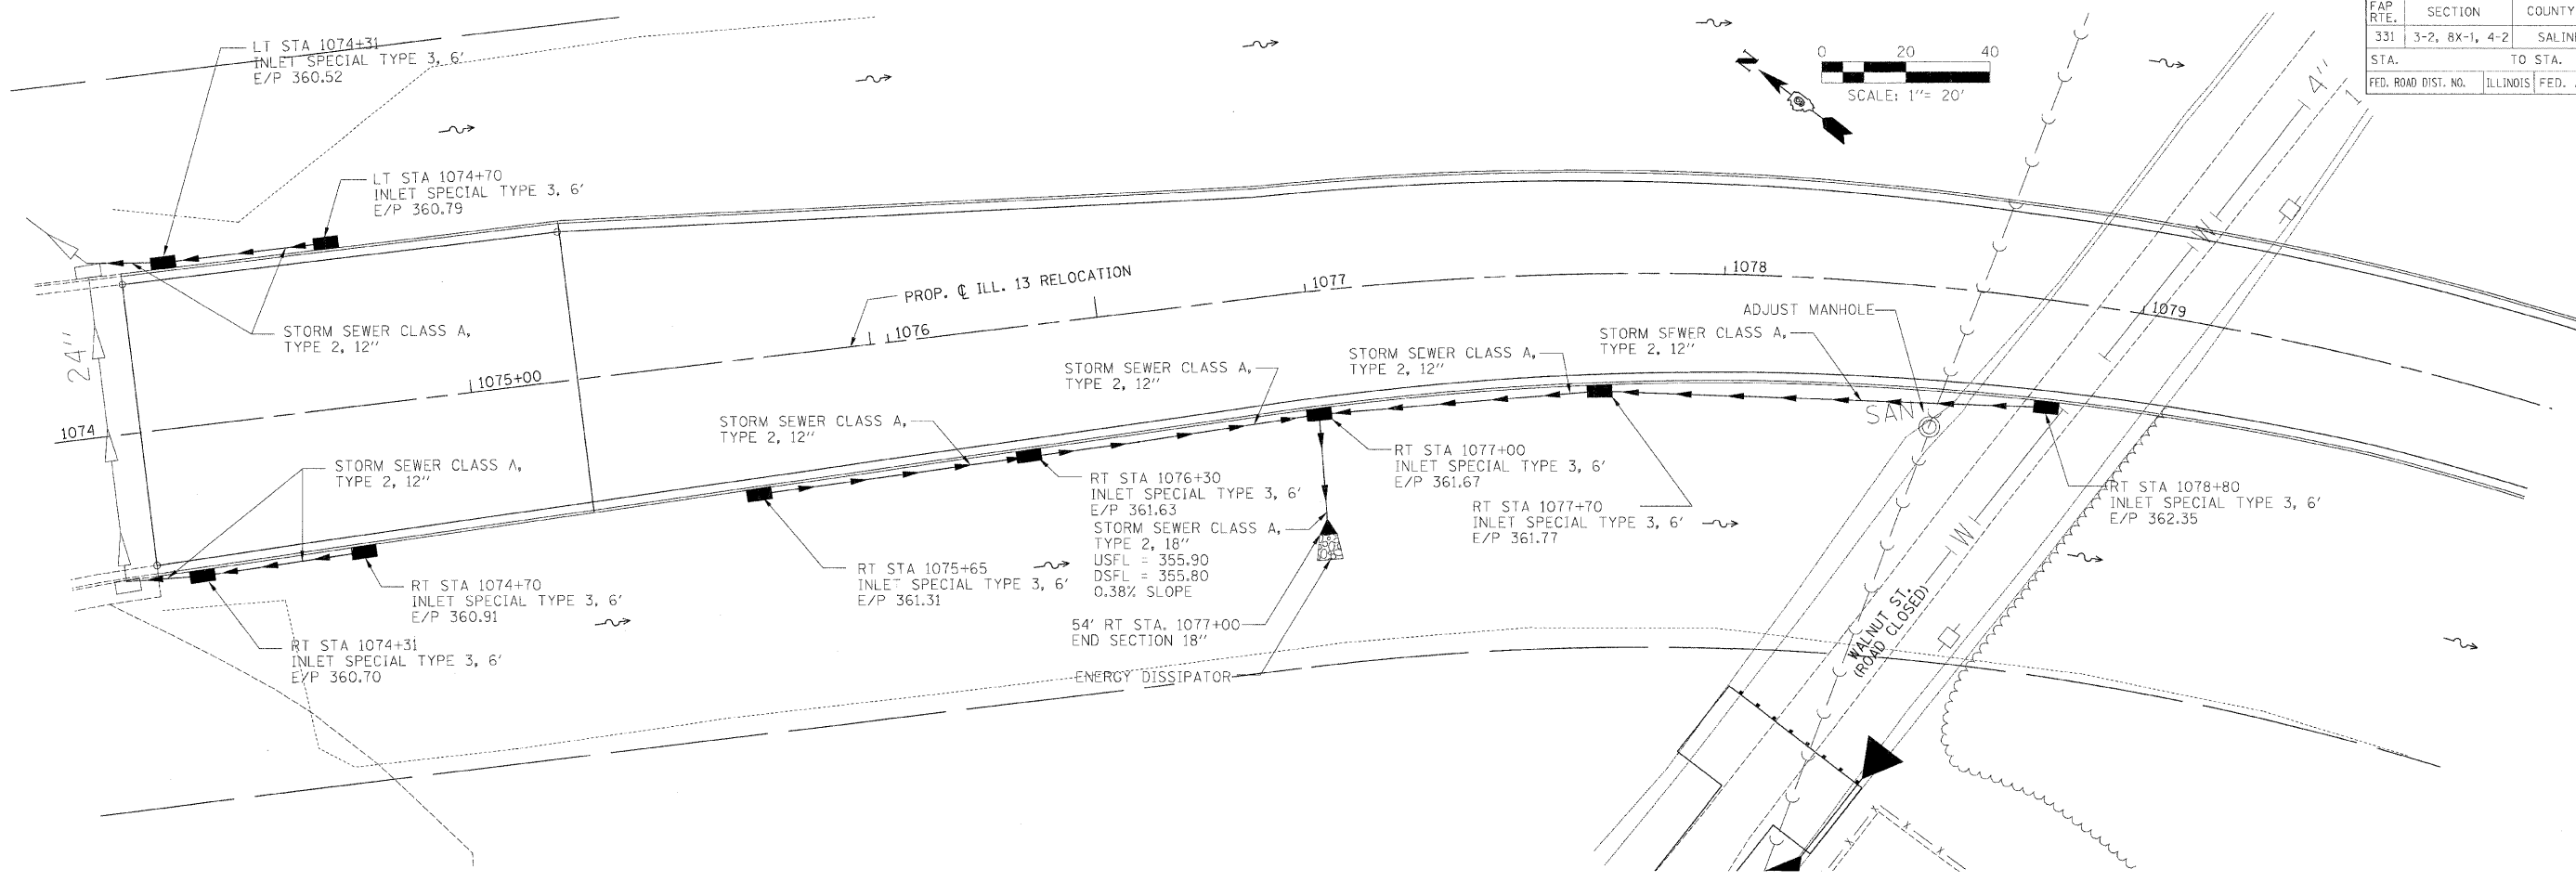 FAP RTE. SECTION COUNTY
331 3-2, 8X-1, 4-2
STA. TO STA.
FED. ROAD DIST. NO. ILLINOIS FED.
LT STA 1074+31
INLET SPECIAL TYPE 3, 6'
E/P 360.52
LT STA 1074+70
INLET SPECIAL TYPE 3, 6'
E/P 360.79
N
0 20 40
SCALE: 1"= 20'
4"
W
24"
STORM SEWER CLASS A,
TYPE 2, 12"
PROP. ℄ ILL. 13 RELOCATION
1074
1075+00
1076
1077
1078
1079
ADJUST MANHOLE
STORM SEWER CLASS A,
TYPE 2, 12"
STORM SEWER CLASS A,
TYPE 2, 12"
STORM SEWER CLASS A,
TYPE 2, 12"
STORM SEWER CLASS A,
TYPE 2, 12"
STORM SEWER CLASS A,
TYPE 2, 12"
SAN
RT STA 1077+00
INLET SPECIAL TYPE 3, 6'
E/P 361.67
RT STA 1076+30
INLET SPECIAL TYPE 3, 6'
E/P 361.63
STORM SEWER CLASS A,
TYPE 2, 18"
USFL = 355.90
DSFL = 355.80
0.38% SLOPE
RT STA 1077+70
INLET SPECIAL TYPE 3, 6'
E/P 361.77
RT STA 1078+80
INLET SPECIAL TYPE 3, 6'
E/P 362.35
RT STA 1075+65
INLET SPECIAL TYPE 3, 6'
E/P 361.31
RT STA 1074+70
INLET SPECIAL TYPE 3, 6'
E/P 360.91
RT STA 1074+31
INLET SPECIAL TYPE 3, 6'
E/P 360.70
54' RT STA. 1077+00
END SECTION 18"
ENERGY DISSIPATOR
W
WALNUT ST.
(ROAD CLOSED)